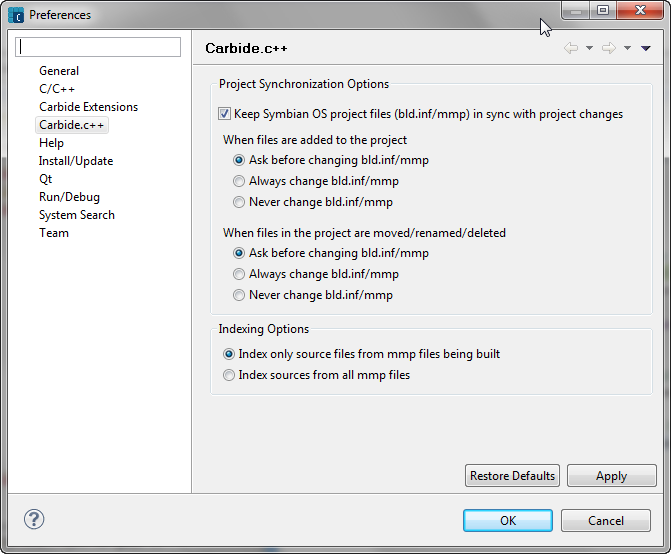 Preferences
General
C/C++
Carbide Extensions
Carbide.c++
Help
Install/Update
Qt
Run/Debug
System Search
Team
Carbide.c++
Project Synchronization Options
Keep Symbian OS project files (bld.inf/mmp) in sync with project changes
When files are added to the project
Ask before changing bld.inf/mmp
Always change bld.inf/mmp
Never change bld.inf/mmp
When files in the project are moved/renamed/deleted
Ask before changing bld.inf/mmp
Always change bld.inf/mmp
Never change bld.inf/mmp
Indexing Options
Index only source files from mmp files being built
Index sources from all mmp files
Restore Defaults
Apply
?
OK
Cancel